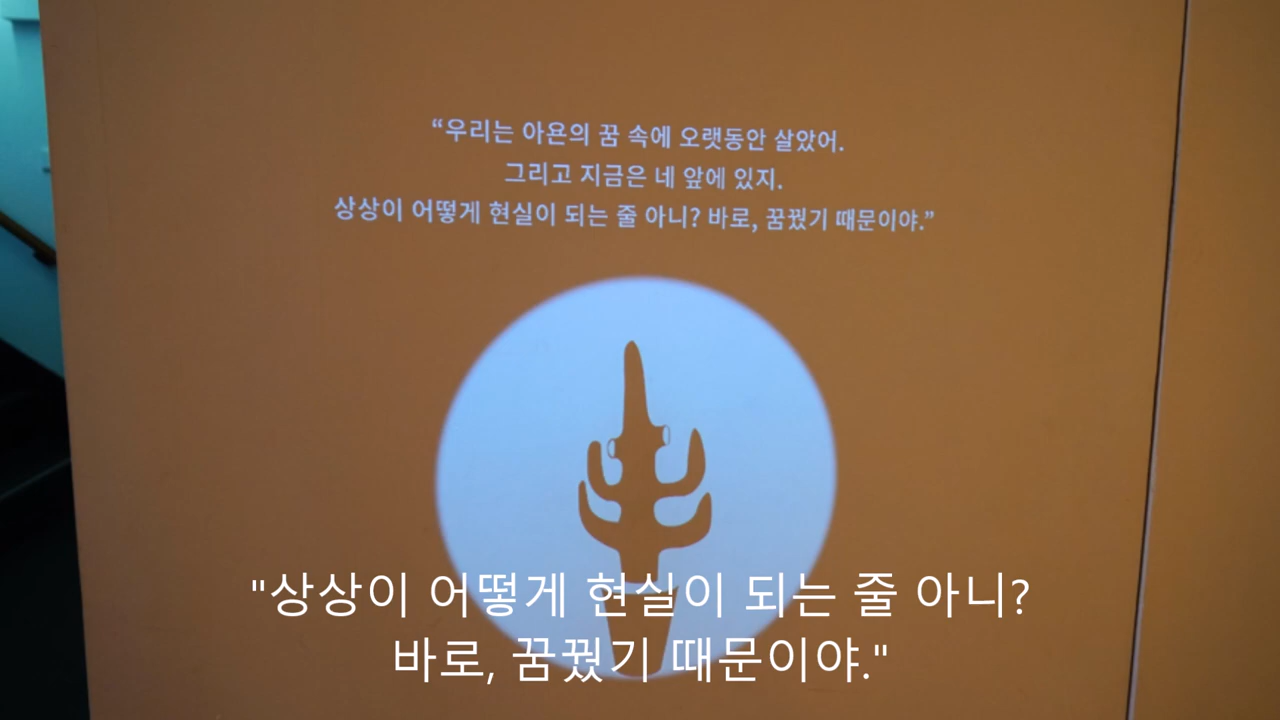 “우리는 아욘의 꿈 속에 오랫동안 살았어.
그리고 지금은 네 앞에 있지.
상상이 어떻게 현실이 되는 줄 아니? 바로, 꿈꿨기 때문이야.”
"상상이 어떻게 현실이 되는 줄 아니?
바로, 꿈꿨기 때문이야."